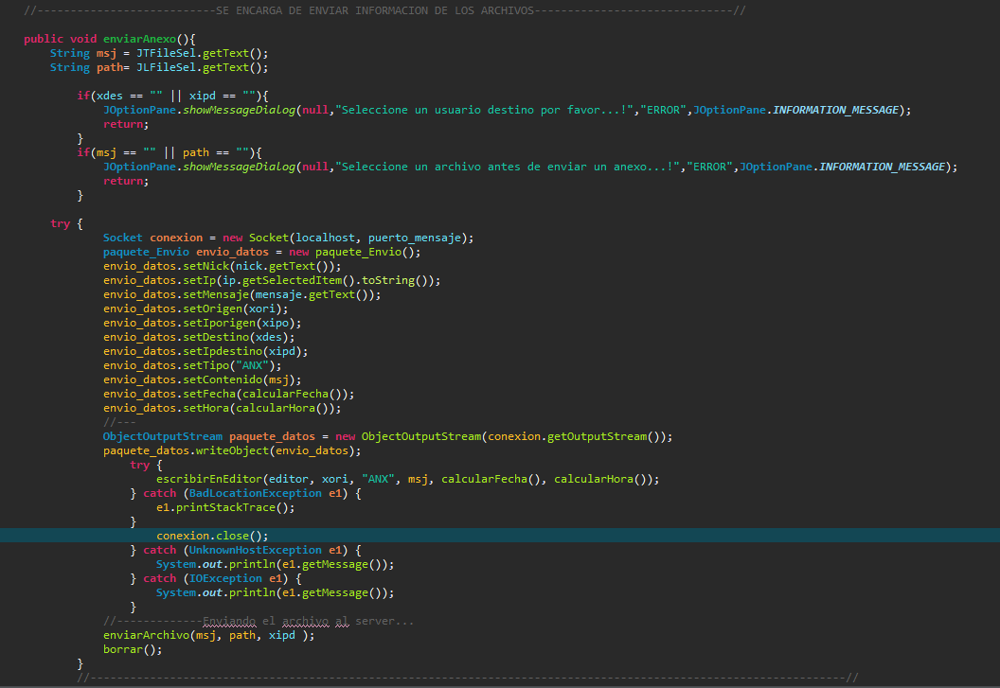 //---------------------------SE ENCARGA DE ENVIAR INFORMACION DE LOS ARCHIVOS------------------------------//
public void enviarAnexo(){
String msj = JTFileSel.getText();
String path= JLFileSel.getText();
if(xdes == "" || xipd == ""){
JOptionPane.showMessageDialog(null,"Seleccione un usuario destino por favor...!","ERROR",JOptionPane.INFORMATION_MESSAGE);
return;
}
if(msj == "" || path == ""){
JOptionPane.showMessageDialog(null,"Seleccione un archivo antes de enviar un anexo...!","ERROR",JOptionPane.INFORMATION_MESSAGE);
return;
}
try {
Socket conexion = new Socket(localhost, puerto_mensaje);
paquete_Envio envio_datos = new paquete_Envio();
envio_datos.setNick(nick.getText());
envio_datos.setIp(ip.getSelectedItem().toString());
envio_datos.setMensaje(mensaje.getText());
envio_datos.setOrigen(xori);
envio_datos.setIporigen(xipo);
envio_datos.setDestino(xdes);
envio_datos.setIpdestino(xipd);
envio_datos.setTipo("ANX");
envio_datos.setContenido(msj);
envio_datos.setFecha(calcularFecha());
envio_datos.setHora(calcularHora());
//---
ObjectOutputStream paquete_datos = new ObjectOutputStream(conexion.getOutputStream());
paquete_datos.writeObject(envio_datos);
try {
escribirEnEditor(editor, xori, "ANX", msj, calcularFecha(), calcularHora());
} catch (BadLocationException e1) {
e1.printStackTrace();
}
conexion.close();
} catch (UnknownHostException e1) {
System.out.println(e1.getMessage());
} catch (IOException e1) {
System.out.println(e1.getMessage());
}
//-------------Enviando el archivo al server...
enviarArchivo(msj, path, xipd );
borrar();
}
//------------------------------------------------------------------------------------------------------------------//